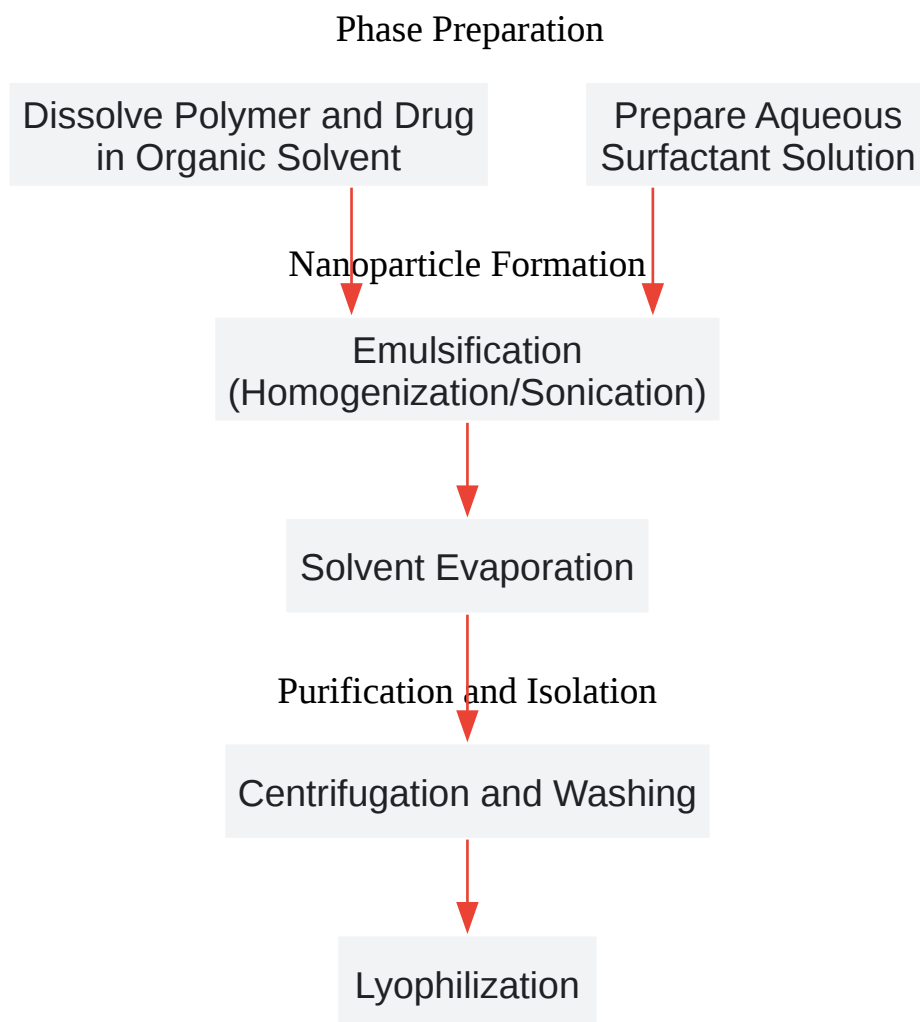 Phase Preparation
Dissolve Polymer and Drug
in Organic Solvent
Prepare Aqueous
Surfactant Solution
Nanoparticle Formation
Emulsification
(Homogenization/Sonication)
Solvent Evaporation
Purification and Isolation
Centrifugation and Washing
Lyophilization